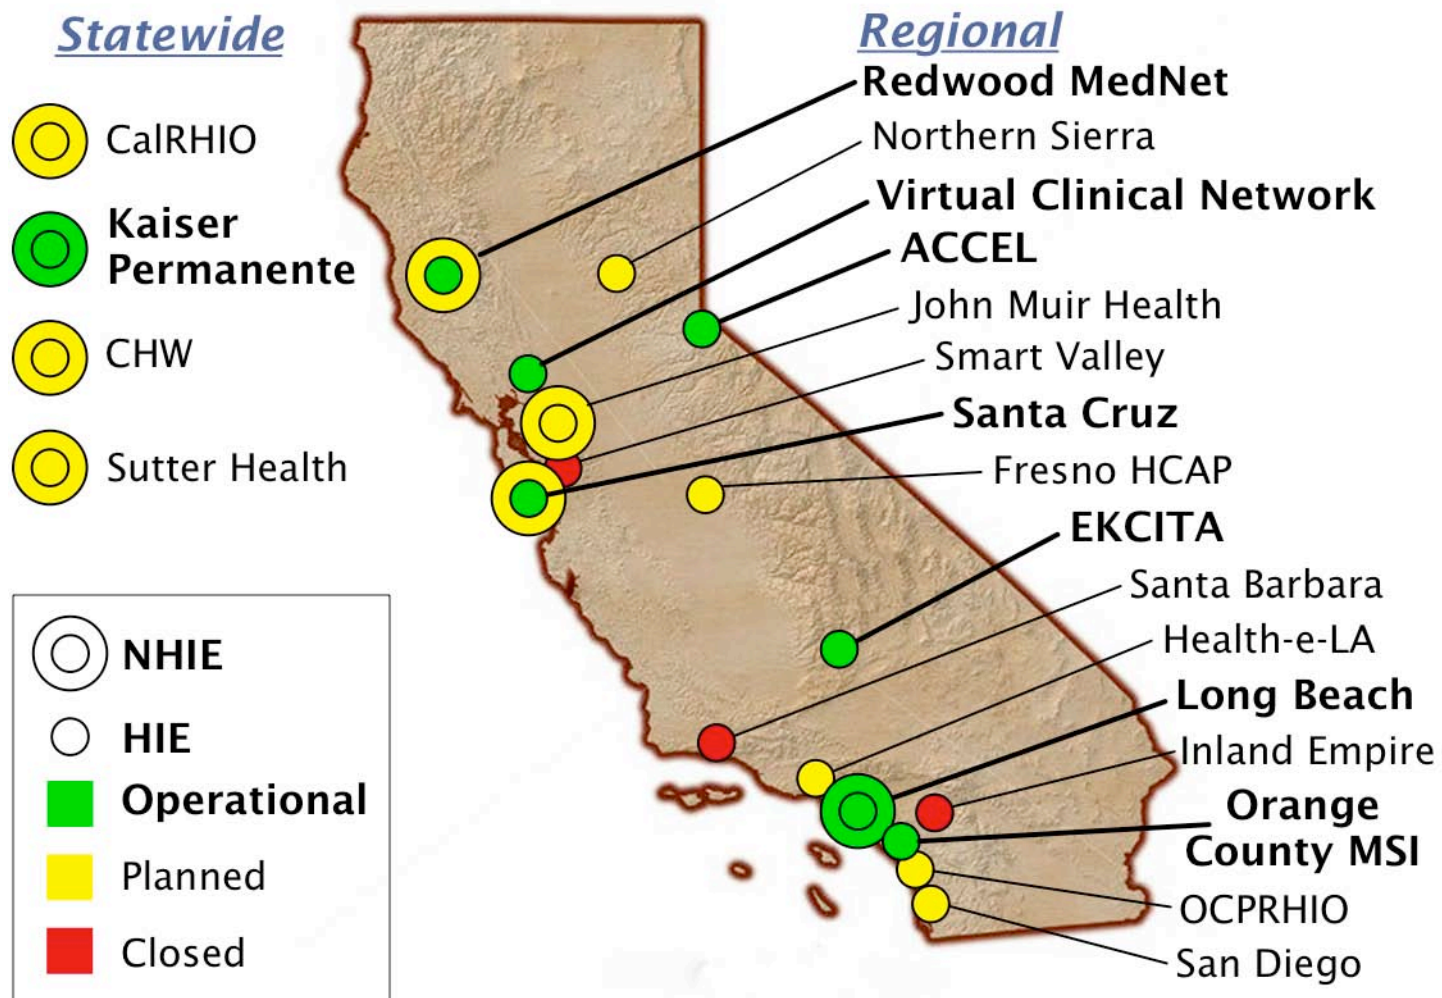 Statewide
CalRHIO
Kaiser
Permanente
CHW
Sutter Health
NHIE
HIE
Operational
Planned
Closed
Regional
Redwood MedNet
Northern Sierra
Virtual Clinical Network
ACCEL
John Muir Health
Smart Valley
Santa Cruz
Fresno HCAP
EKCITA
Santa Barbara
Health-e-LA
Long Beach
Inland Empire
Orange
County MSI
OCPRHIO
San Diego